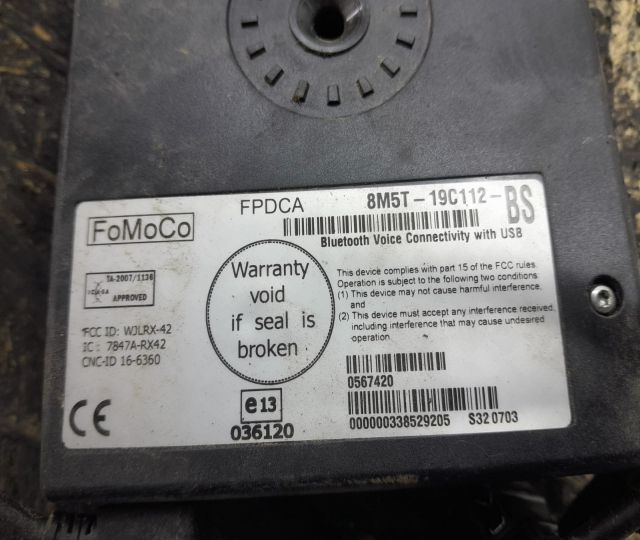 FoMoCo
FPDCA
8M5T-19C112-BS
Bluetooth Voice Connectivity with USB
TA-2007/1136
APPROVED
Warranty
void
if seal is
broken
This device complies with part 15 of the FCC rules
Operation is subject to the following two conditions
(1) This device may not cause harmful interference,
and
(2) This device must accept any interference received
including interference that may cause undesired
operation.
FCC ID: WJLRX-42
IC: 7847A-RX42
CNC-ID 16-6360
CE
e13
036120
0567420
000000338529205 S32 0703